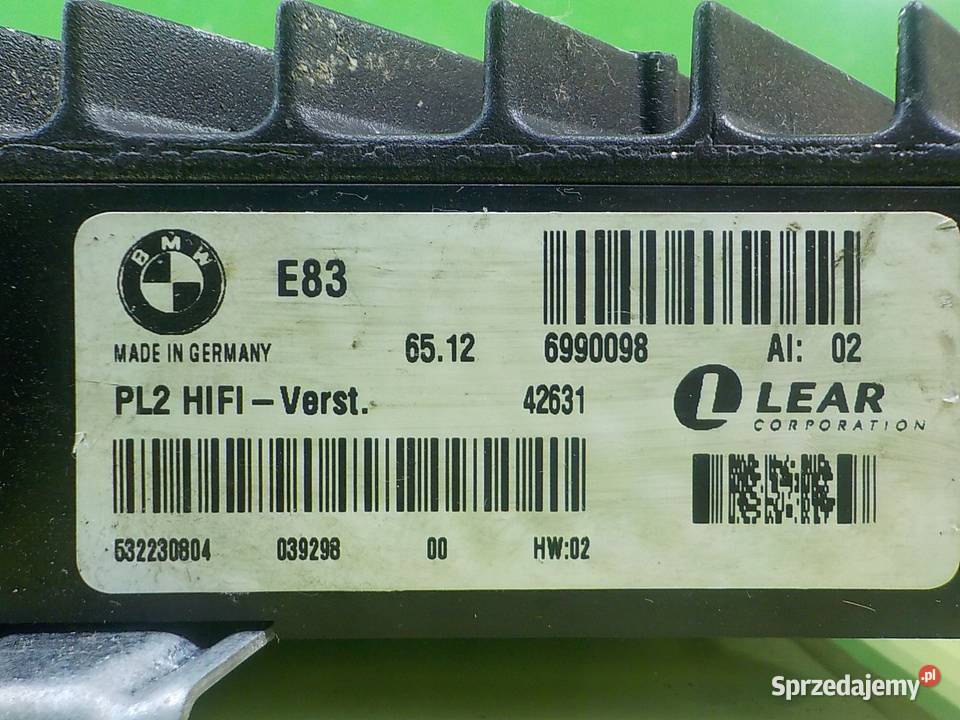 BMW
E83
MADE IN GERMANY 65.12 6990098 AI: 02
PL2 HIFI-Verst. 42631
LEAR
CORPORATION
532230804 039298 00 HW:02
Sprzedajemy.pl